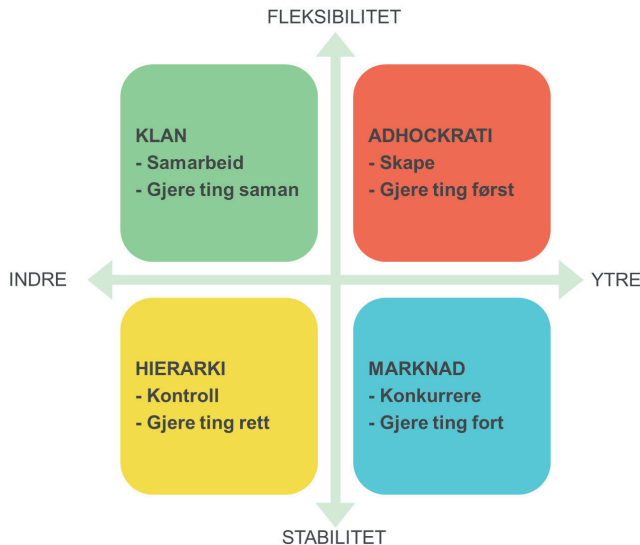 FLEKSIBILITET
KLAN
- Samarbeid
- Gjere ting saman
ADHOCKRATI
- Skape
- Gjere ting først
INDRE
YTRE
HIERARKI
- Kontroll
- Gjere ting rett
MARKNAD
- Konkurrere
- Gjere ting fort
STABILITET